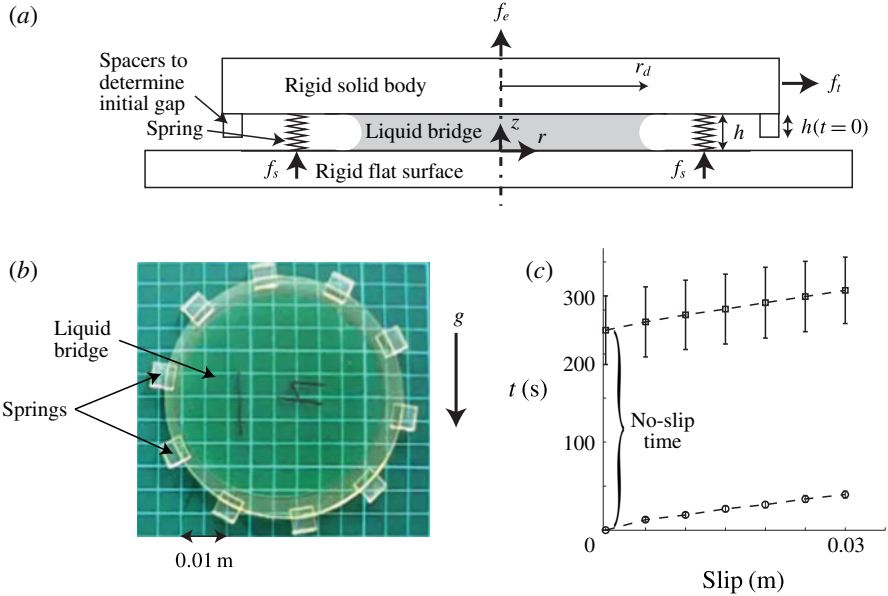 (a)
f_e
Spacers to
determine
initial gap
Rigid solid body
r_d
f_t
Spring
Liquid bridge
z
r
h
h(t = 0)
f_s
Rigid flat surface
f_s
(b)
Liquid
bridge
Springs
g
0.01 m
(c)
300
200
t (s)
No-slip
time
100
0
0.03
Slip (m)